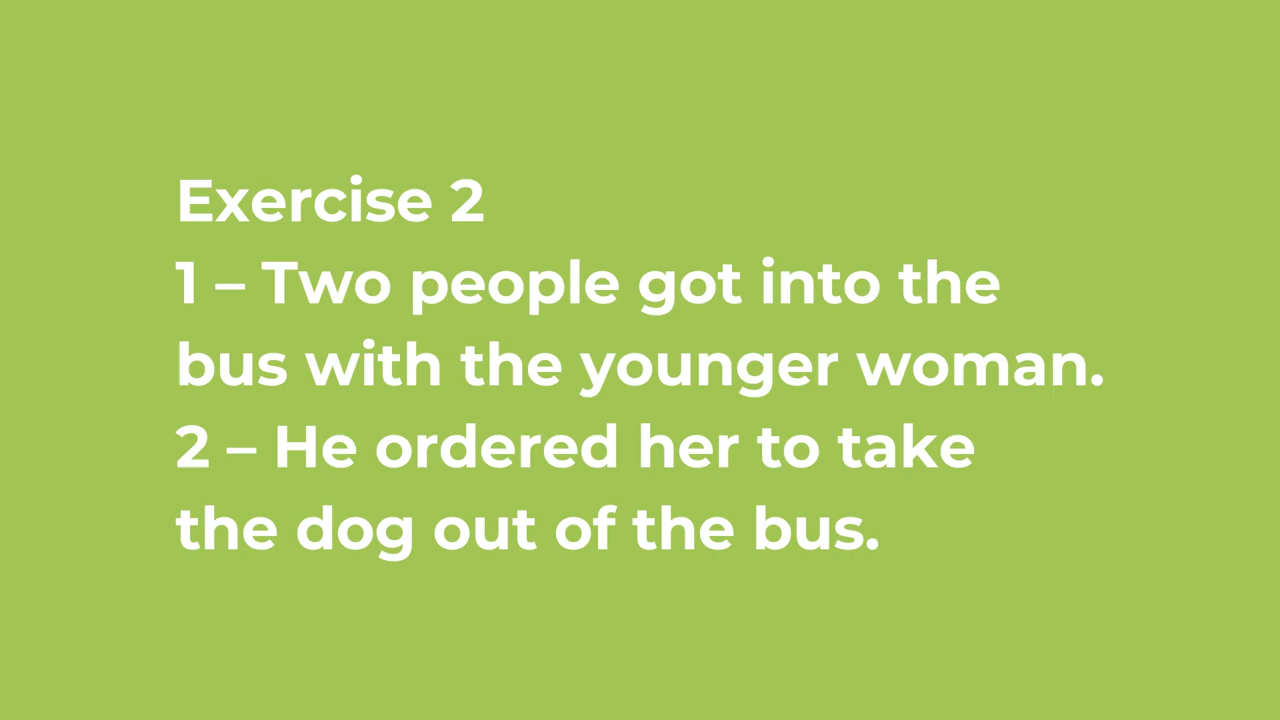 Exercise 2
1 – Two people got into the
bus with the younger woman.
2 – He ordered her to take
the dog out of the bus.